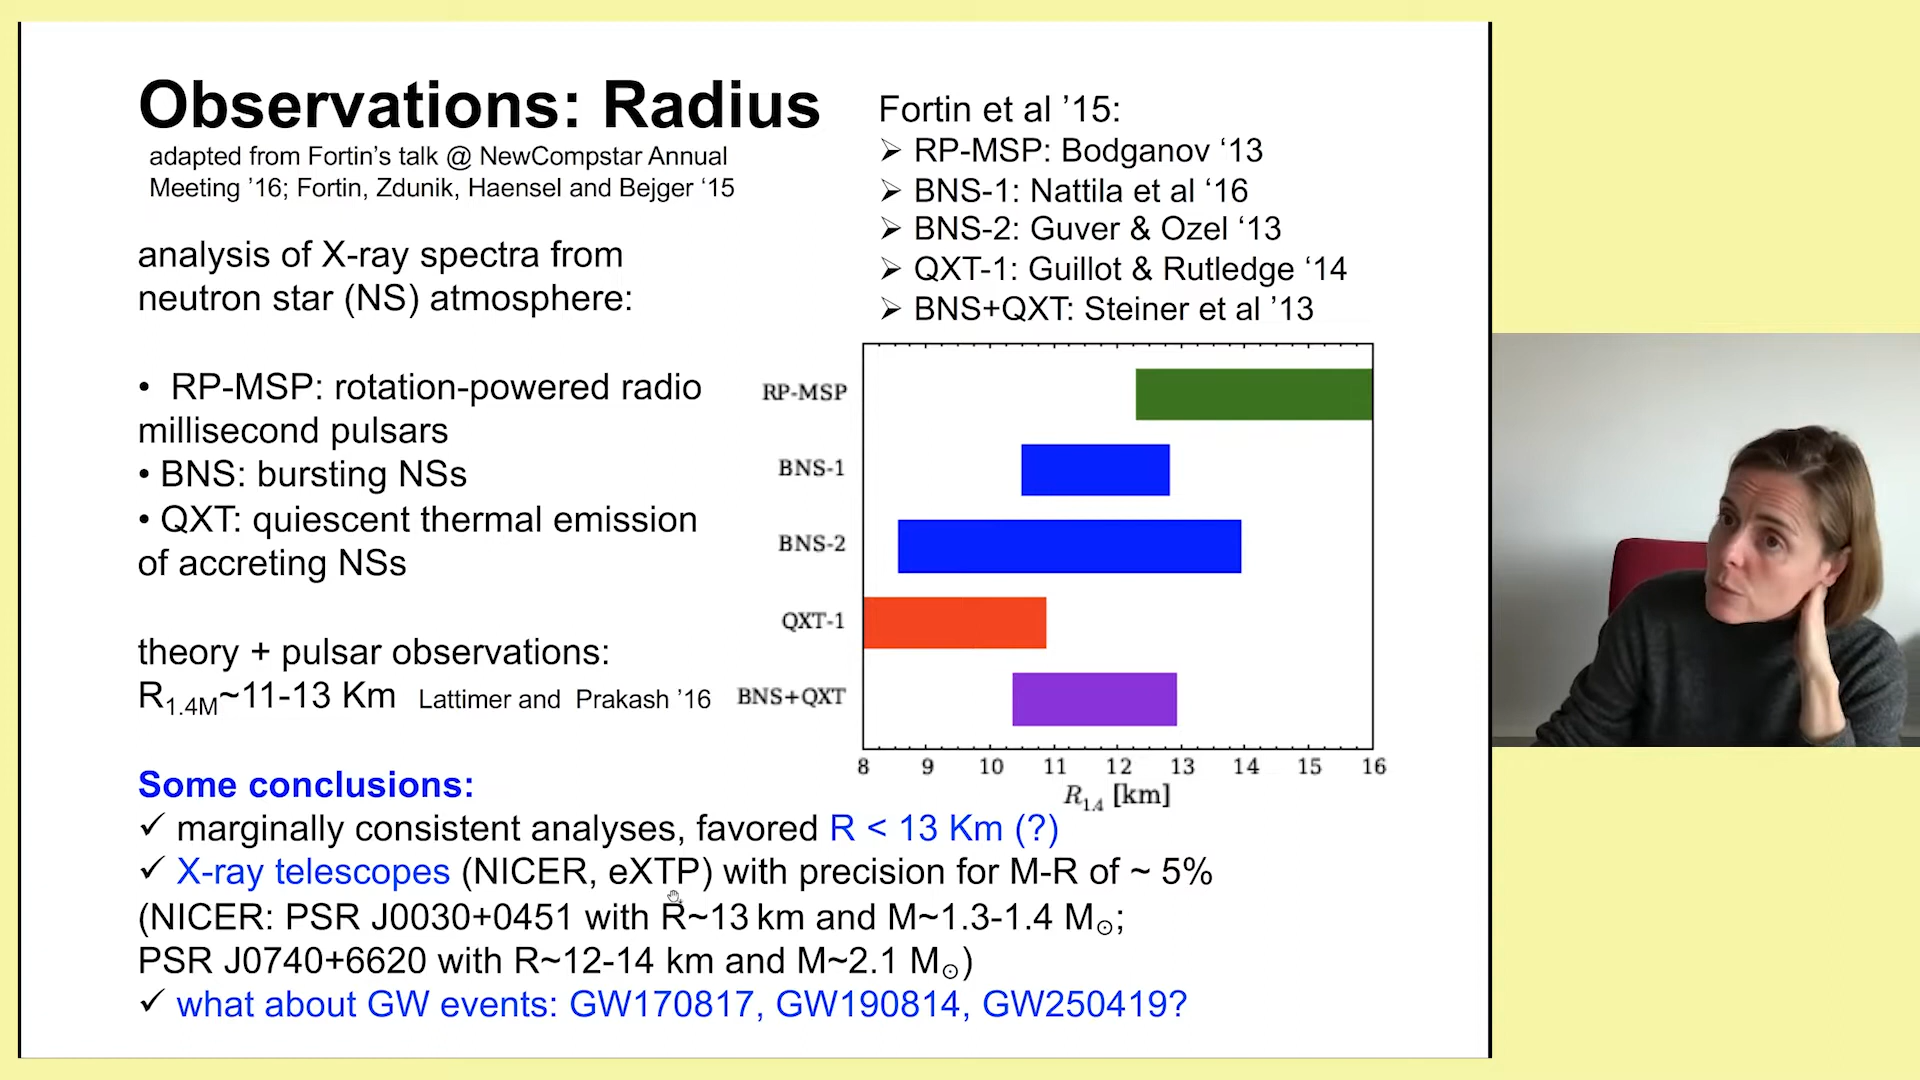 Observations: Radius
adapted from Fortin's talk @ NewCompstar Annual
Meeting '16; Fortin, Zdunik, Haensel and Bejger '15
analysis of X-ray spectra from
neutron star (NS) atmosphere:
• RP-MSP: rotation-powered radio
millisecond pulsars
• BNS: bursting NSs
• QXT: quiescent thermal emission
of accreting NSs
theory + pulsar observations:
R1.4M~11-13 Km Lattimer and Prakash '16
Fortin et al '15:
➢ RP-MSP: Bodganov '13
➢ BNS-1: Nattila et al '16
➢ BNS-2: Guver & Ozel '13
➢ QXT-1: Guillot & Rutledge '14
➢ BNS+QXT: Steiner et al '13
RP-MSP
BNS-1
BNS-2
QXT-1
BNS+QXT
8 9 10 11 12 13 14 15 16
R1.4 [km]
Some conclusions:
✓ marginally consistent analyses, favored R < 13 Km (?)
✓ X-ray telescopes (NICER, eXTP) with precision for M-R of ~ 5%
(NICER: PSR J0030+0451 with R~13 km and M~1.3-1.4 M⊙;
PSR J0740+6620 with R~12-14 km and M~2.1 M⊙)
✓ what about GW events: GW170817, GW190814, GW250419?